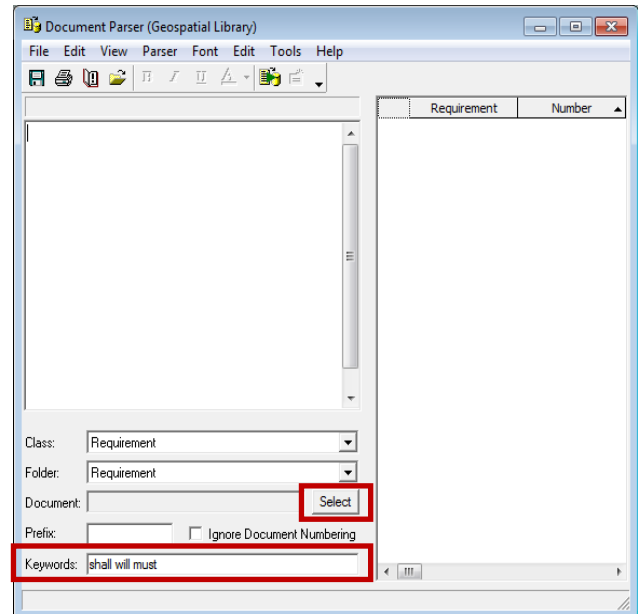 Document Parser (Geospatial Library)
File Edit View Parser Font Edit Tools Help
B I U A
Requirement Number
Class: Requirement
Folder: Requirement
Document: Select
Prefix: Ignore Document Numbering
Keywords: shall will must